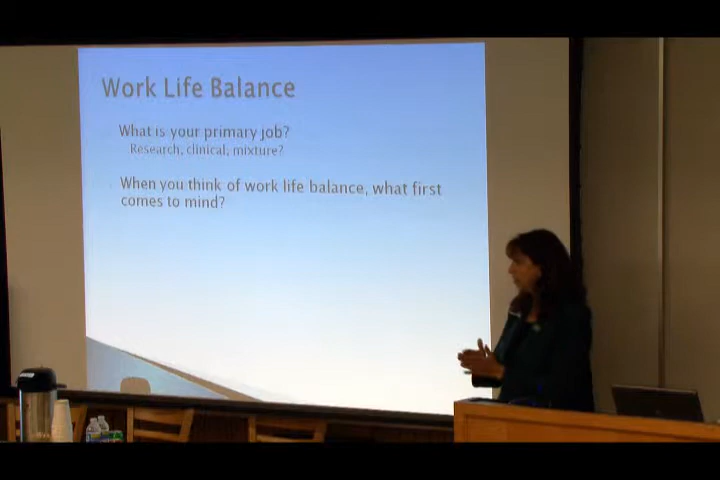 Work Life Balance
What is your primary job?
Research, clinical, mixture?
When you think of work life balance, what first
comes to mind?